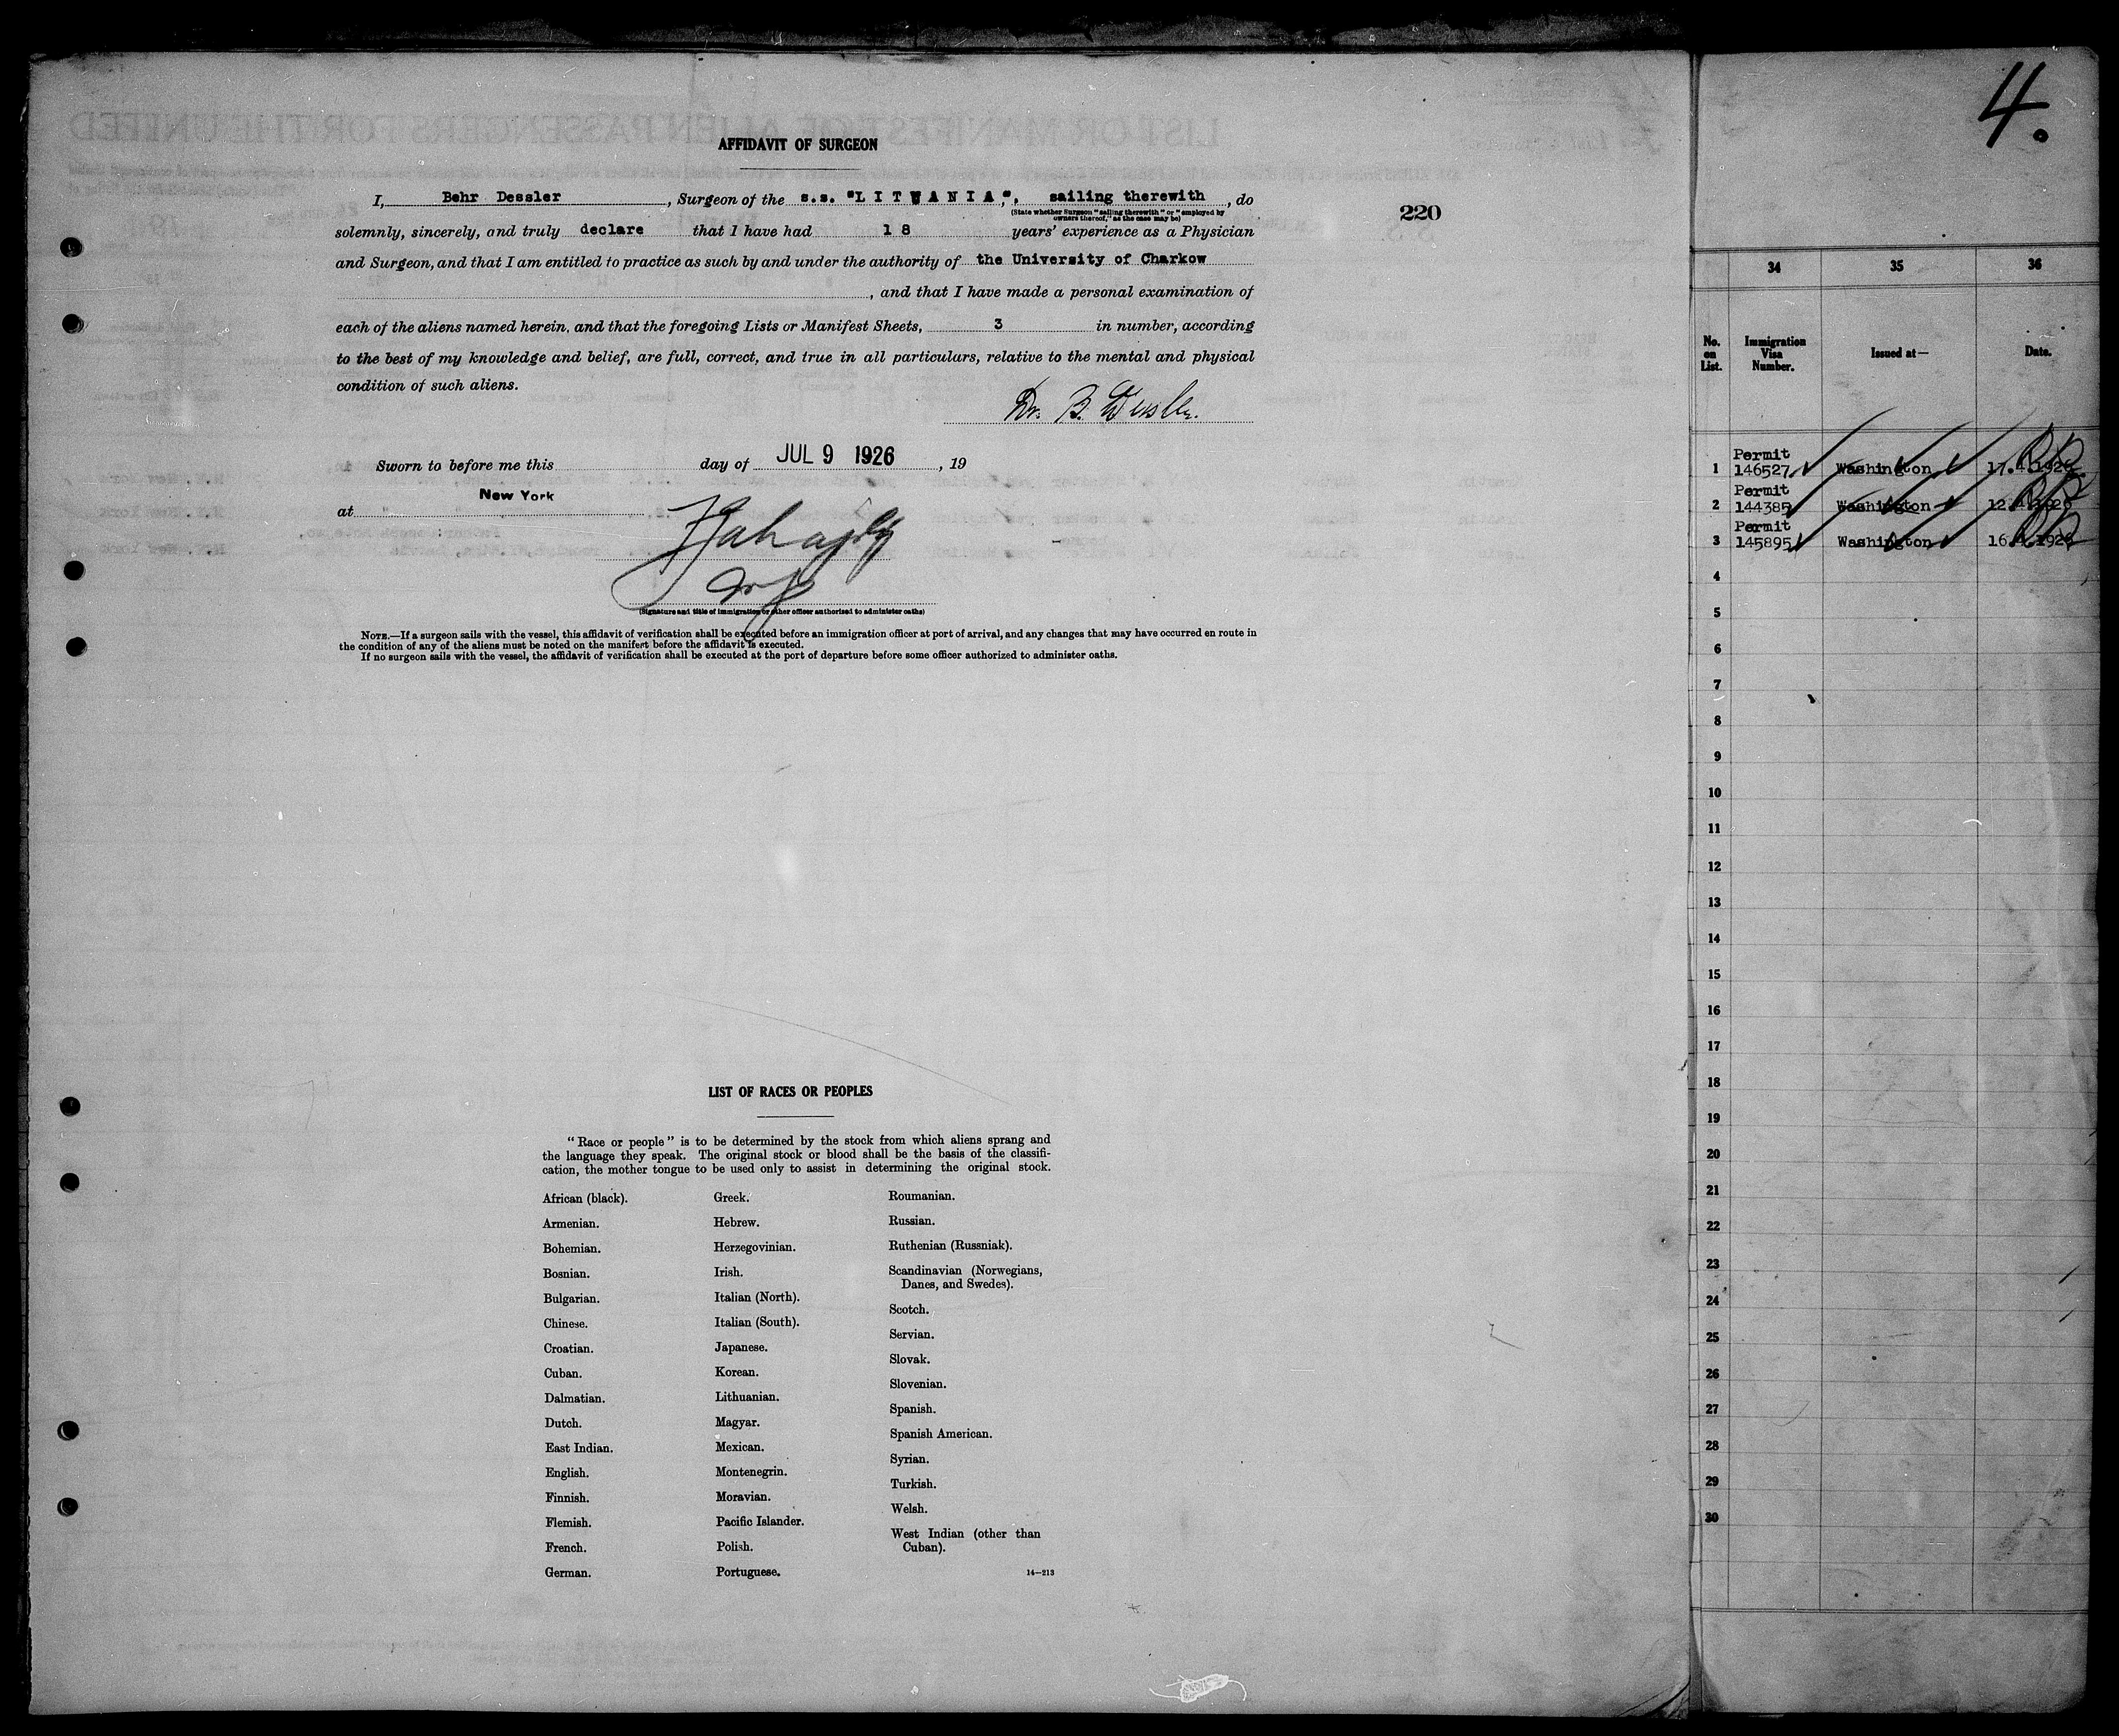 4.
AFFIDAVIT OF SURGEON
I, Behr Dessler, Surgeon of the s.s. "L I T W A N I A", sailing therewith, do
(State whether Surgeon "sailing therewith" or "employed by
owners thereof," as the case may be)
220
solemnly, sincerely, and truly declare that I have had 1 8 years' experience as a Physician
and Surgeon, and that I am entitled to practice as such by and under the authority of the University of Charkow
, and that I have made a personal examination of
each of the aliens named herein, and that the foregoing Lists or Manifest Sheets, 3 in number, according
to the best of my knowledge and belief, are full, correct, and true in all particulars, relative to the mental and physical
condition of such aliens.
Dr. B. Dessler.
Sworn to before me this day of JUL 9 1926, 19
at New York
(Signature and title of immigration or other officer authorized to administer oaths)
NOTE.—If a surgeon sails with the vessel, this affidavit of verification shall be executed before an immigration officer at port of arrival, and any changes that may have occurred en route in
the condition of any of the aliens must be noted on the manifest before the affidavit is executed.
If no surgeon sails with the vessel, the affidavit of verification shall be executed at the port of departure before some officer authorized to administer oaths.
LIST OF RACES OR PEOPLES
"Race or people" is to be determined by the stock from which aliens sprang and
the language they speak. The original stock or blood shall be the basis of the classifi-
cation, the mother tongue to be used only to assist in determining the original stock.
African (black).
Armenian.
Bohemian.
Bosnian.
Bulgarian.
Chinese.
Croatian.
Cuban.
Dalmatian.
Dutch.
East Indian.
English.
Finnish.
Flemish.
French.
German.
Greek.
Hebrew.
Herzegovinian.
Irish.
Italian (North).
Italian (South).
Japanese.
Korean.
Lithuanian.
Magyar.
Mexican.
Montenegrin.
Moravian.
Pacific Islander.
Polish.
Portuguese.
Roumanian.
Russian.
Ruthenian (Russniak).
Scandinavian (Norwegians,
Danes, and Swedes).
Scotch.
Servian.
Slovak.
Slovenian.
Spanish.
Spanish American.
Syrian.
Turkish.
Welsh.
West Indian (other than
Cuban).
14—213
34 35 36
No. on List. Immigration Visa Number. Issued at— Date.
Permit
1 146527 Washington 17.4.1926
Permit
2 144385 Washington 12.4.1926
Permit
3 145895 Washington 16.4.1926
4
5
6
7
8
9
10
11
12
13
14
15
16
17
18
19
20
21
22
23
24
25
26
27
28
29
30